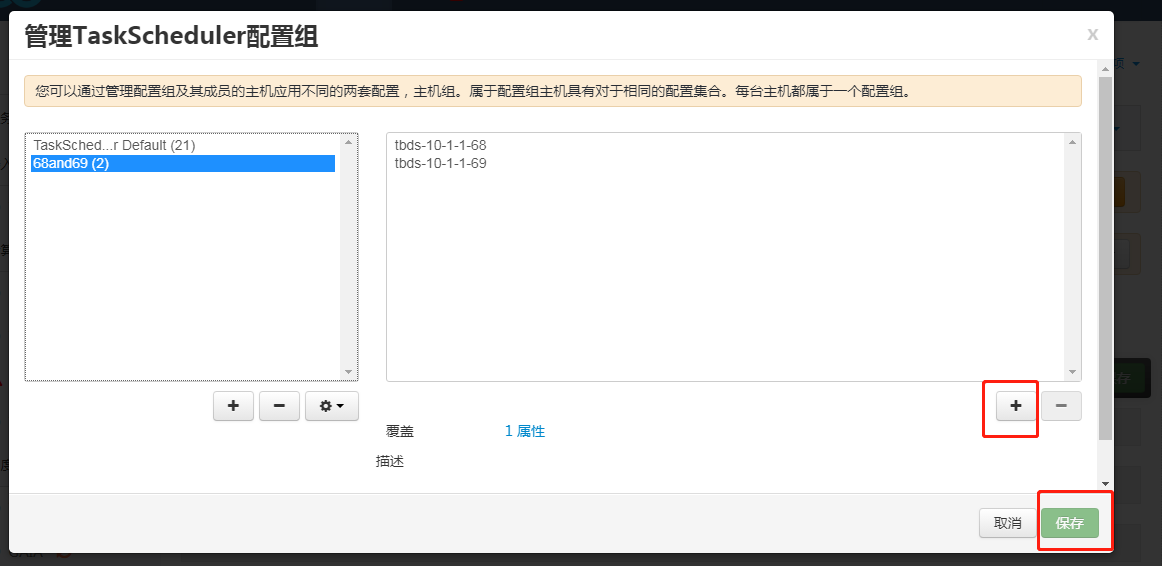 管理TaskScheduler配置组
x
您可以通过管理配置组及其成员的主机应用不同的两套配置，主机组。属于配置组主机具有对于相同的配置集合。每台主机都属于一个配置组。
TaskSched...r Default (21)
68and69 (2)
tbds-10-1-1-68
tbds-10-1-1-69
覆盖
1 属性
描述
取消
保存